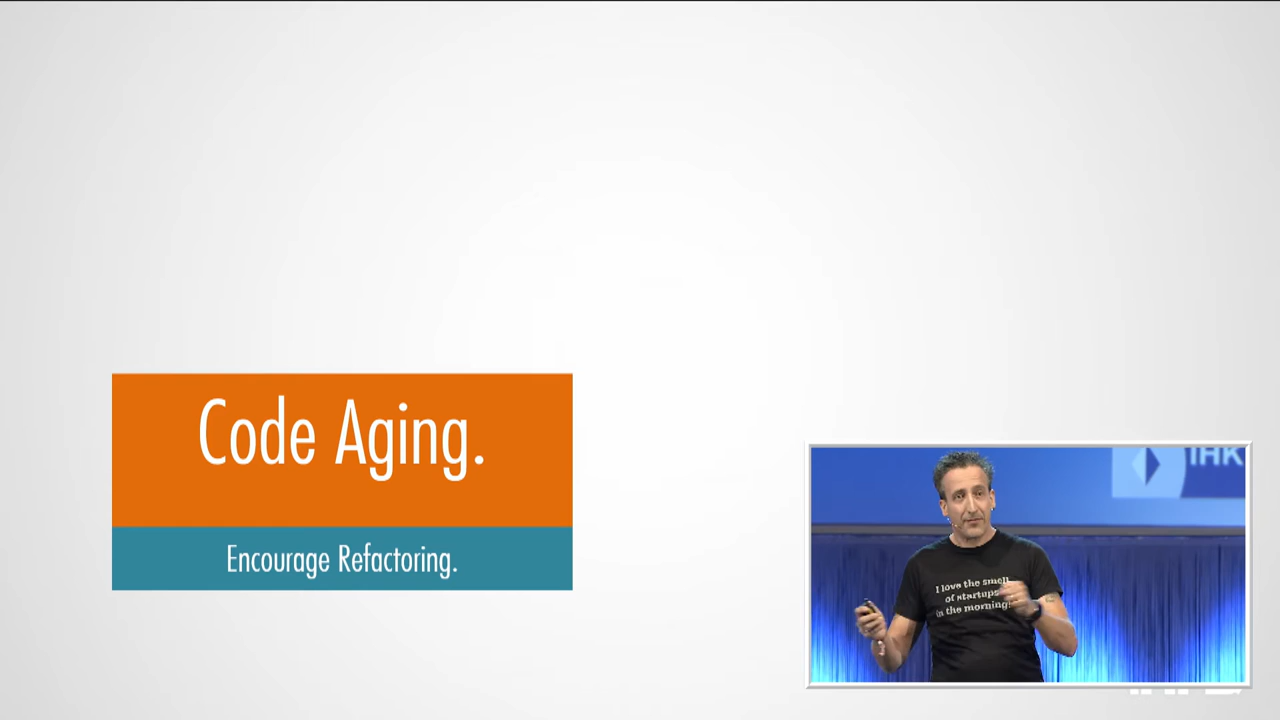 Code Aging.
Encourage Refactoring.
IHK
I love the smell
of startups
in the morning!